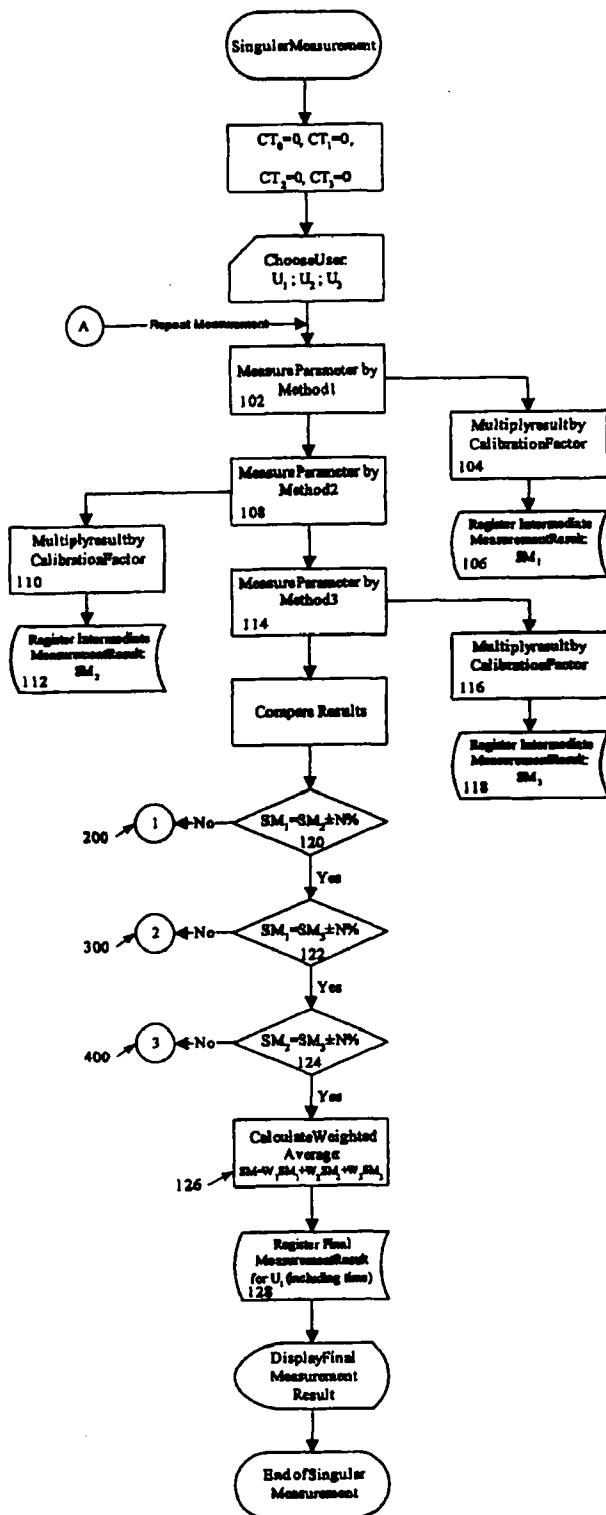 SingularMeasurement
CT₀=0, CT₁=0,
CT₂=0, CT₃=0
ChooseUser:
U₁ ; U₂ ; U₃
A
Repeat Measurement
MeasureParameter by
Method1
102
MultiplyresultbyCalibrationFactor
104
Register Intermediate
MeasurementResult:
SM₁
106
MeasureParameter by
Method2
108
Multiplyresultby
CalibrationFactor
110
Register Intermediate
MeasurementResult:
SM₂
112
MeasureParameter by
Method3
114
Multiplyresultby
CalibrationFactor
116
Register Intermediate
MeasurementResult:
SM₃
118
Compare Results
SM₁=SM₂±N%
120
No
1
200
Yes
SM₁=SM₃±N%
122
No
2
300
Yes
SM₂=SM₃±N%
124
No
3
400
Yes
CalculateWeighted
Average:
SM=W₁SM₁+W₂SM₂+W₃SM₃
126
Register Final
MeasurementResult
for U₁ (including time)
128
DisplayFinal
Measurement
Result
EndofSingular
Measurement